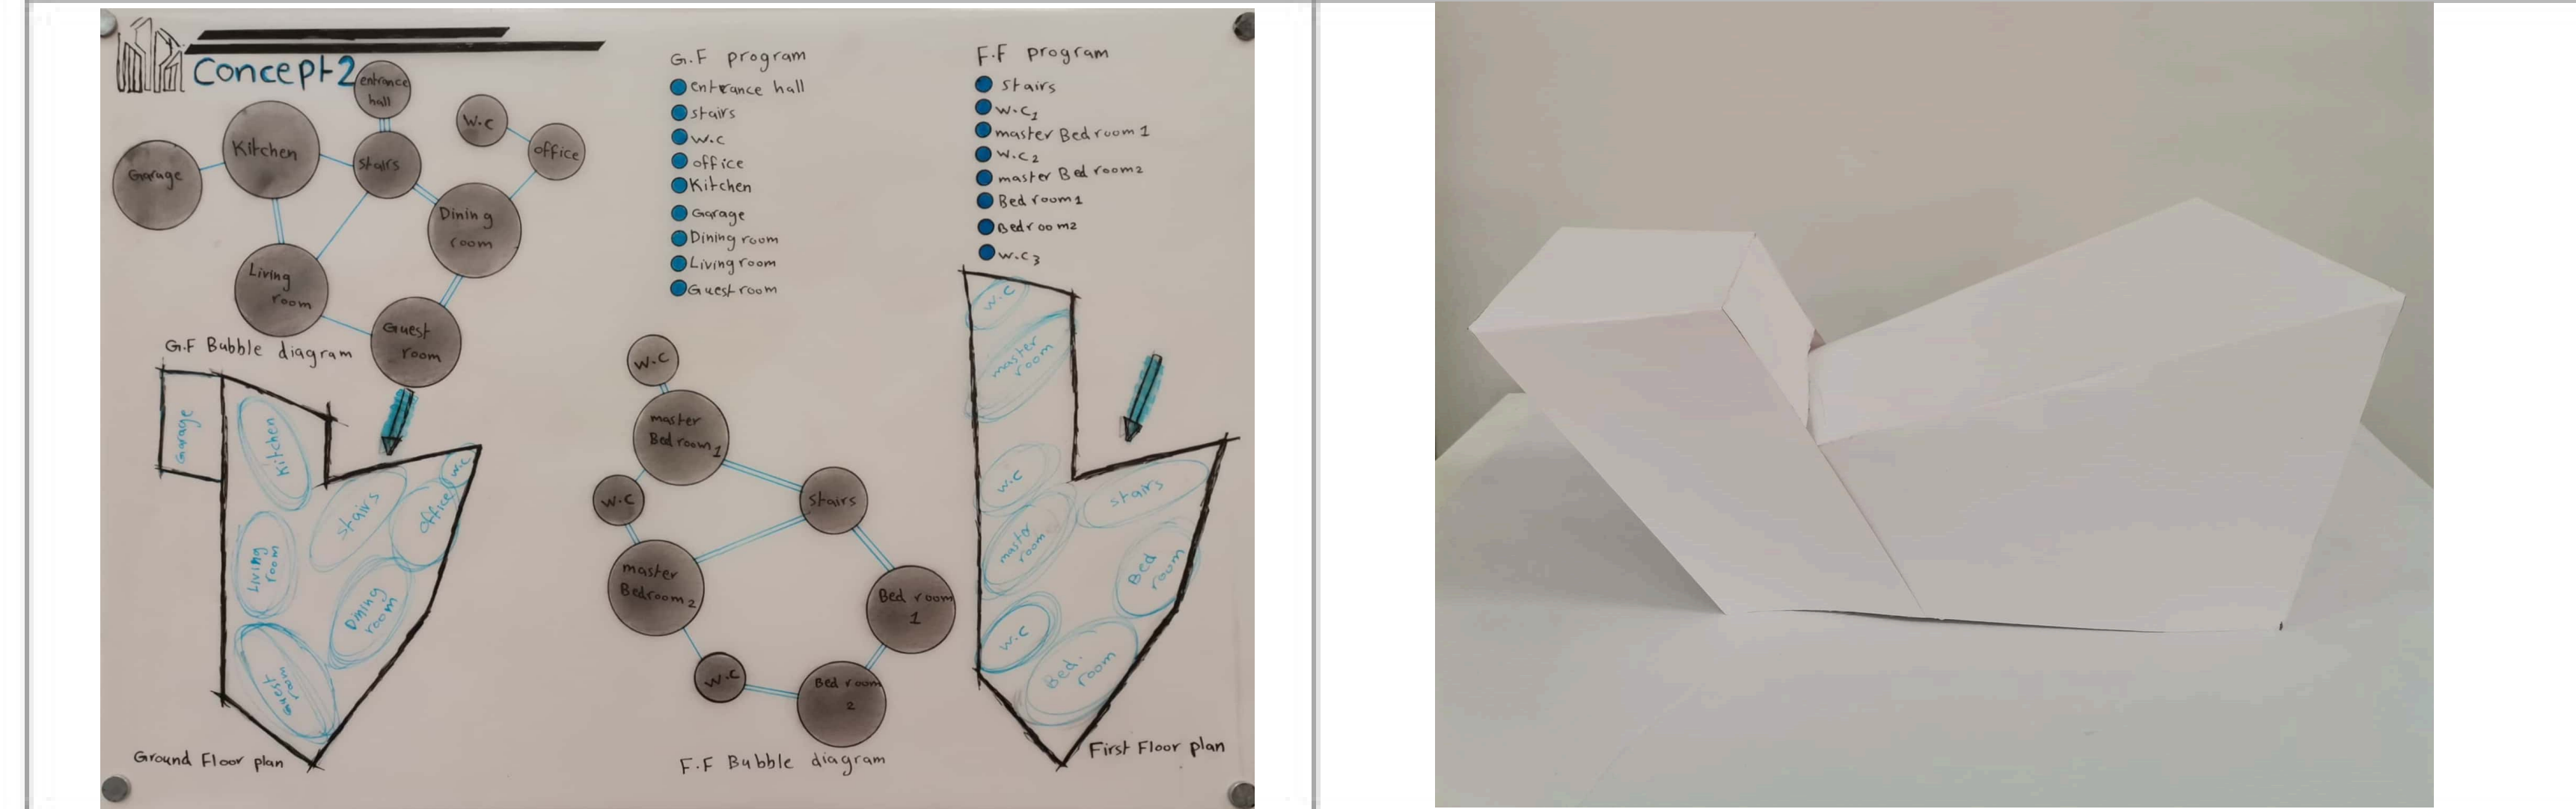 Concept 2
entrance
hall
W.C
office
Kitchen
stairs
Garage
Dining
room
Living
room
Guest
room
G.F Bubble diagram
G.F program
entrance hall
stairs
W.C
office
Kitchen
Garage
Dining room
Living room
Guest room
F.F program
stairs
W.C1
master Bedroom 1
W.C2
master Bed room2
Bed room1
Bedroom2
W.C3
Garage
Kitchen
stairs
office
W.C
Living
room
Dining
room
Guest
room
Ground Floor plan
W.C
master
Bedroom1
W.C
stairs
master
Bedroom2
Bed room
1
W.C
Bed room
2
F.F Bubble diagram
W.C
master
room
W.C
stairs
master
room
Bed
room
W.C
Bed.
room
First Floor plan